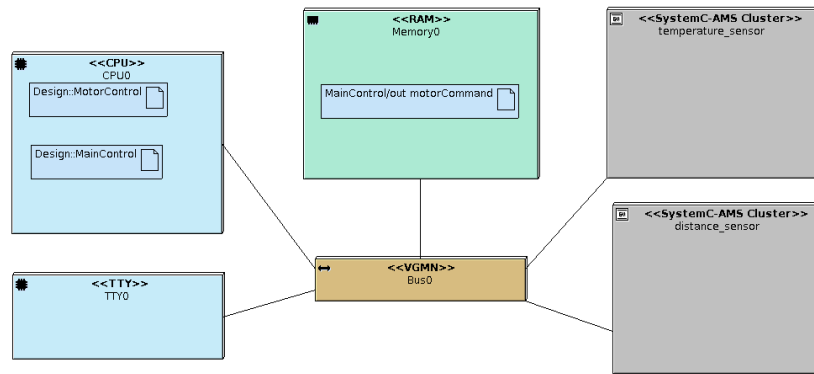 <<CPU>>
CPU0
Design::MotorControl
Design::MainControl
<<RAM>>
Memory0
MainControl/out motorCommand
<<SystemC-AMS Cluster>>
temperature_sensor
<<SystemC-AMS Cluster>>
distance_sensor
<<TTY>>
TTY0
<<VGMN>>
Bus0